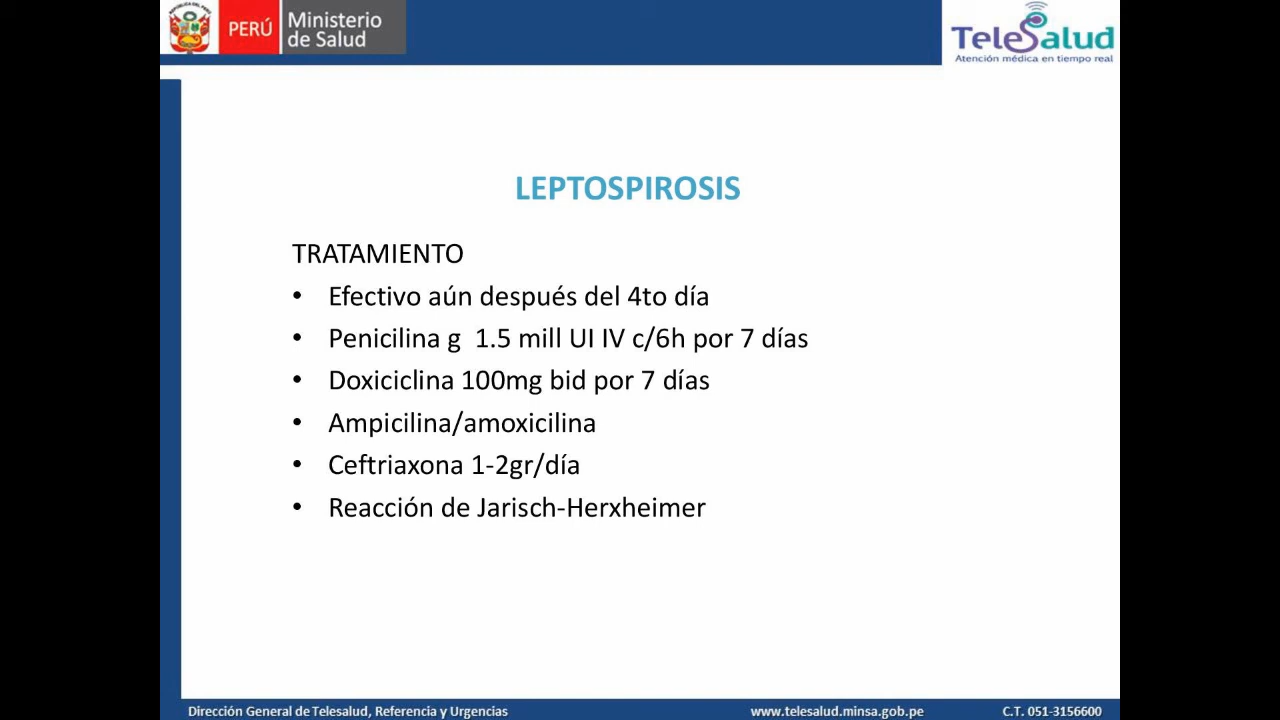 PERÚ
Ministerio
de Salud
TeleSalud
Atención médica en tiempo real
LEPTOSPIROSIS
TRATAMIENTO
• Efectivo aún después del 4to día
• Penicilina g 1.5 mill UI IV c/6h por 7 días
• Doxiciclina 100mg bid por 7 días
• Ampicilina/amoxicilina
• Ceftriaxona 1-2gr/día
• Reacción de Jarisch-Herxheimer
Dirección General de Telesalud, Referencia y Urgencias www.telesalud.minsa.gob.pe C.T. 051-3156600